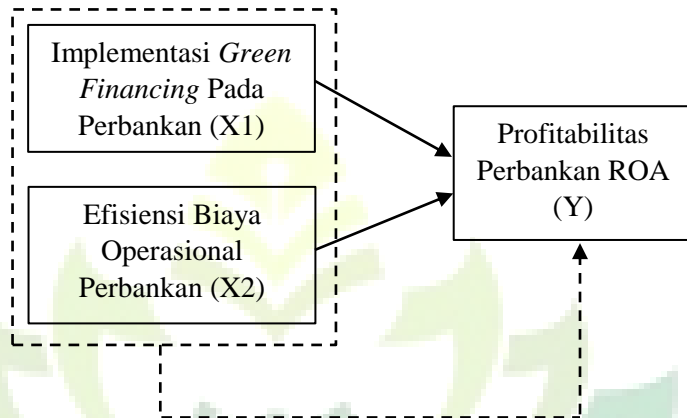 Implementasi Green
Financing Pada
Perbankan (X1)
Efisiensi Biaya
Operasional
Perbankan (X2)
Profitabilitas
Perbankan ROA
(Y)